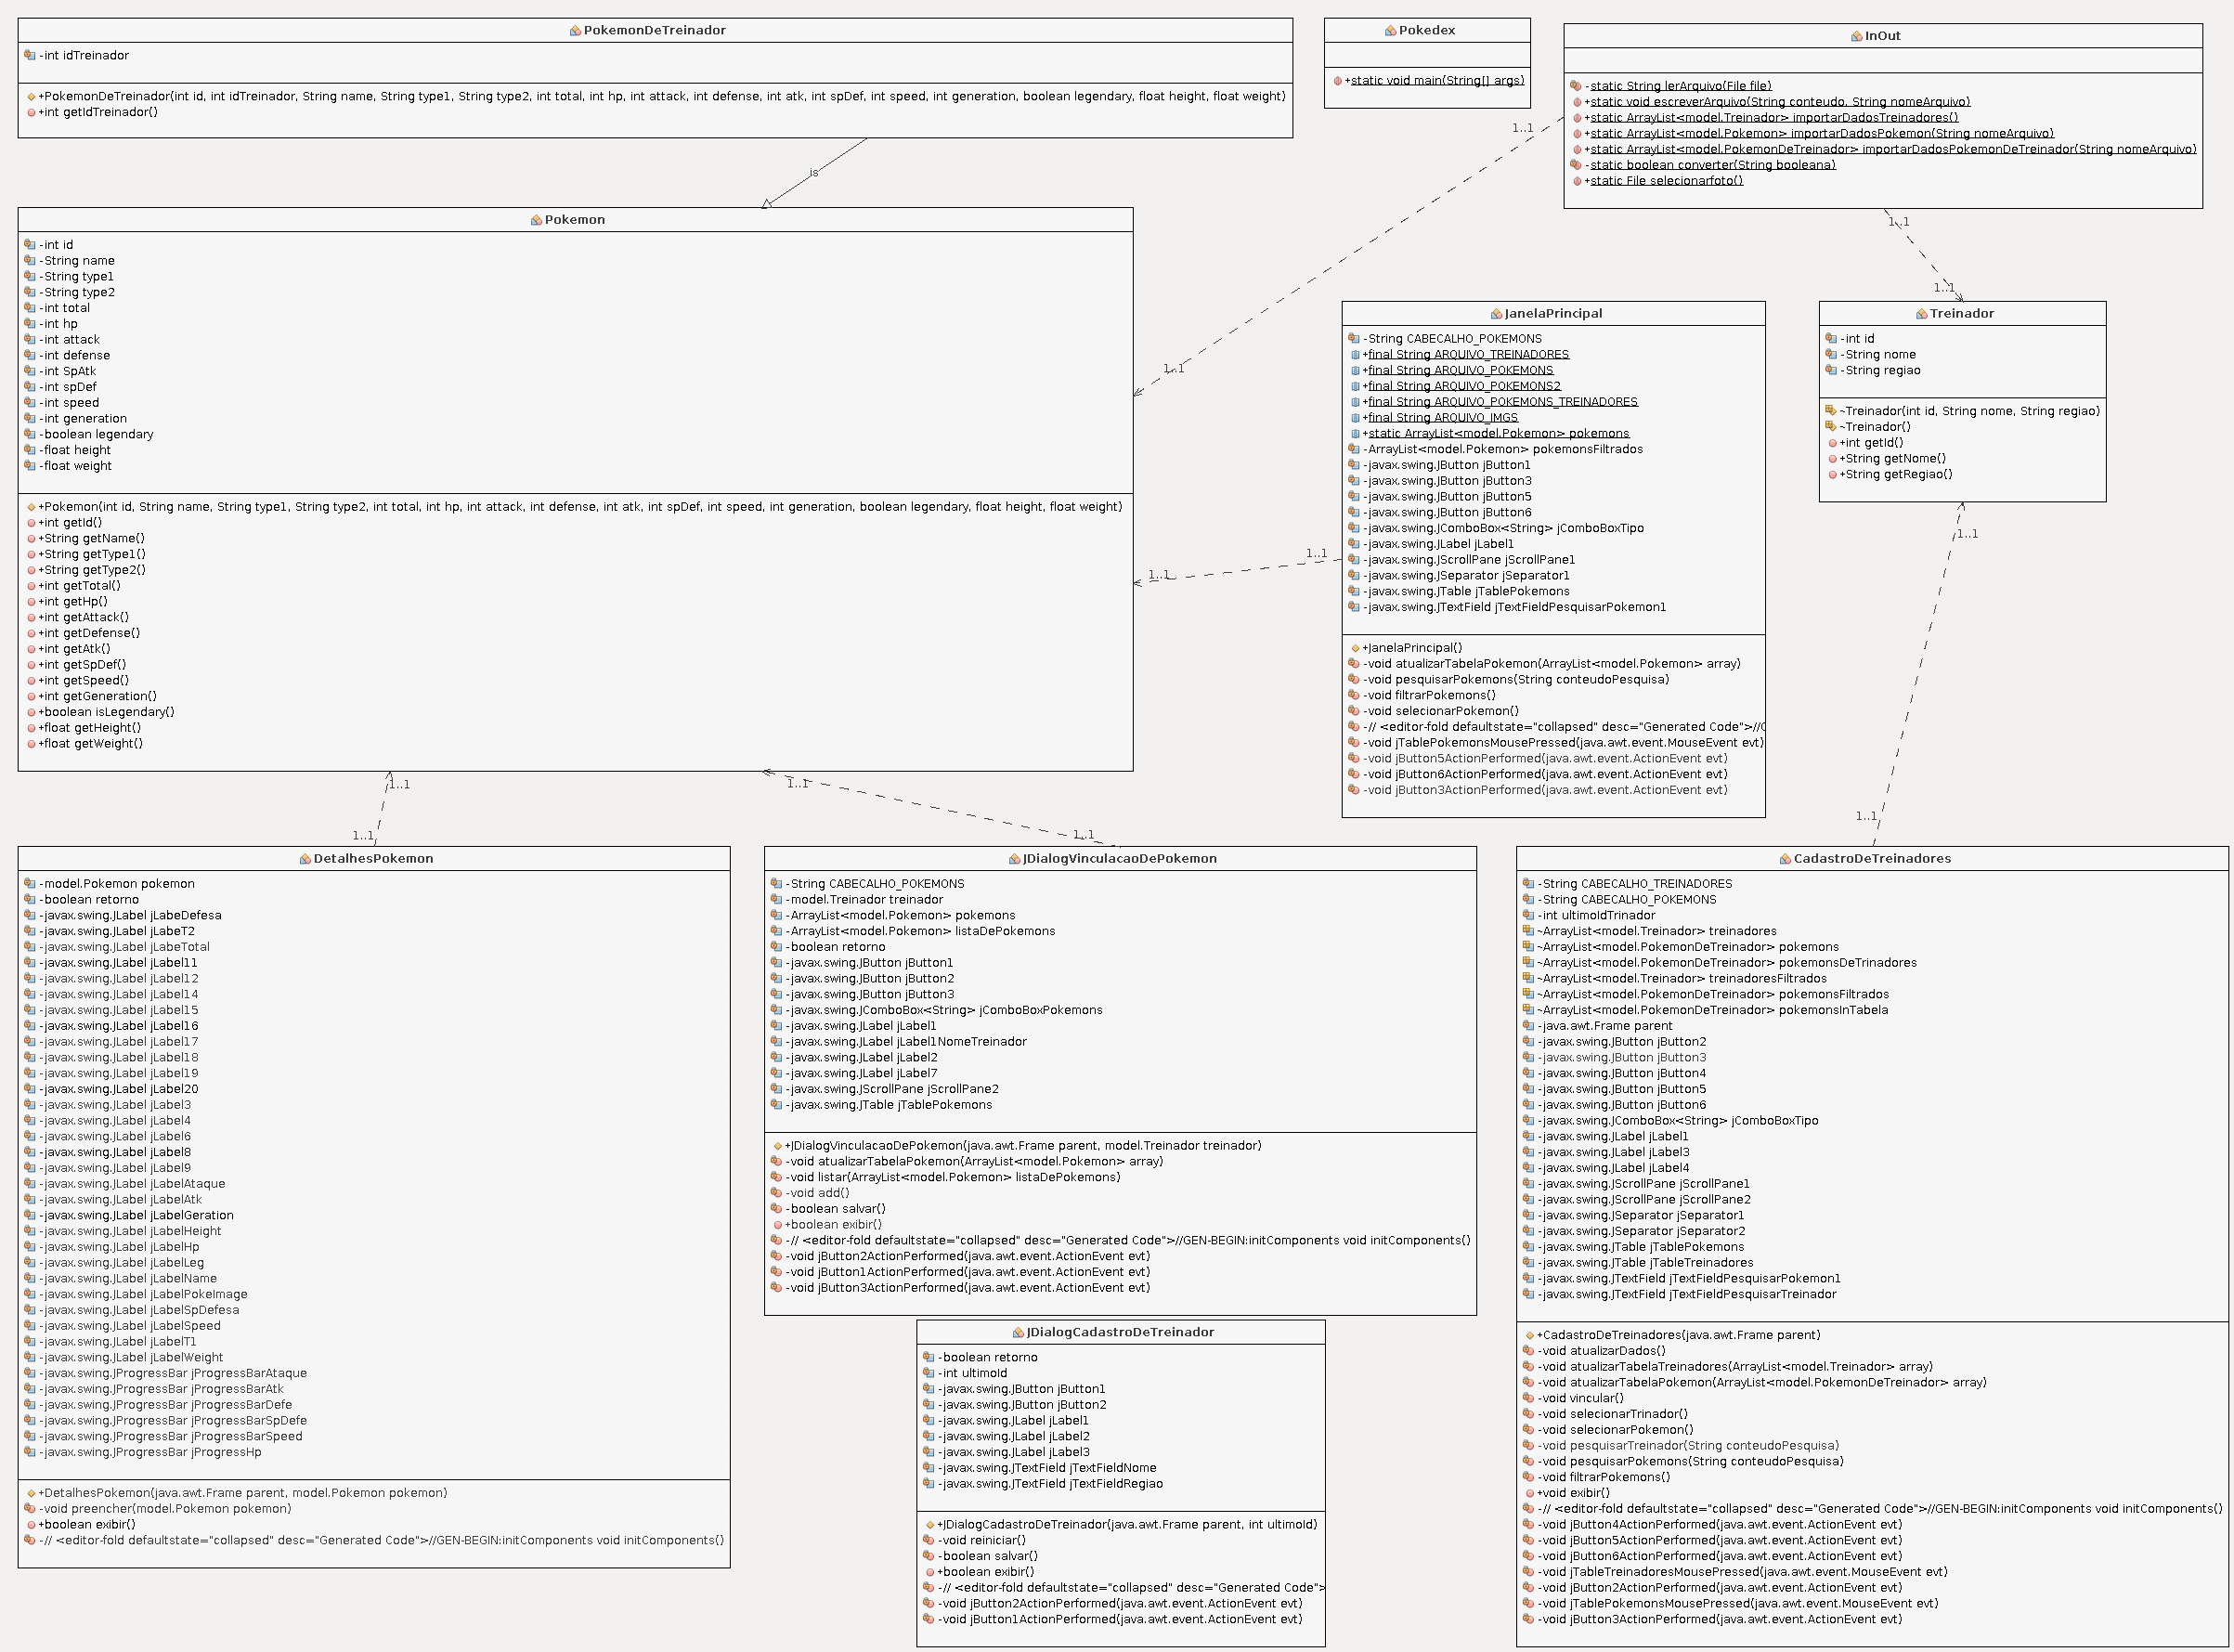 PokemonDeTreinador
-int idTreinador
+PokemonDeTreinador(int id, int idTreinador, String name, String type1, String type2, int total, int hp, int attack, int defense, int atk, int spDef, int speed, int generation, boolean legendary, float height, float weight)
+int getIdTreinador()
Pokedex
+static void main(String[] args)
InOut
-static String lerArquivo(File file)
+static void escreverArquivo(String conteudo, String nomeArquivo)
+static ArrayList<model.Treinador> importarDadosTreinadores()
+static ArrayList<model.Pokemon> importarDadosPokemon(String nomeArquivo)
+static ArrayList<model.PokemonDeTreinador> importarDadosPokemonDeTreinador(String nomeArquivo)
-static boolean converter(String booleana)
+static File selecionarfoto()
1..1
is
1..1
1..1
1..1
Pokemon
-int id
-String name
-String type1
-String type2
-int total
-int hp
-int attack
-int defense
-int SpAtk
-int spDef
-int speed
-int generation
-boolean legendary
-float height
-float weight
+Pokemon(int id, String name, String type1, String type2, int total, int hp, int attack, int defense, int atk, int spDef, int speed, int generation, boolean legendary, float height, float weight)
+int getId()
+String getName()
+String getType1()
+String getType2()
+int getTotal()
+int getHp()
+int getAttack()
+int getDefense()
+int getAtk()
+int getSpDef()
+int getSpeed()
+int getGeneration()
+boolean isLegendary()
+float getHeight()
+float getWeight()
JanelaPrincipal
-String CABECALHO_POKEMONS
+final String ARQUIVO_TREINADORES
+final String ARQUIVO_POKEMONS
+final String ARQUIVO_POKEMONS2
+final String ARQUIVO_POKEMONS_TREINADORES
+final String ARQUIVO_IMGS
+static ArrayList<model.Pokemon> pokemons
-ArrayList<model.Pokemon> pokemonsFiltrados
-javax.swing.JButton jButton1
-javax.swing.JButton jButton3
-javax.swing.JButton jButton5
-javax.swing.JButton jButton6
-javax.swing.JComboBox<String> jComboBoxTipo
-javax.swing.JLabel jLabel1
-javax.swing.JScrollPane jScrollPane1
-javax.swing.JSeparator jSeparator1
-javax.swing.JTable jTablePokemons
-javax.swing.JTextField jTextFieldPesquisarPokemon1
+JanelaPrincipal()
-void atualizarTabelaPokemon(ArrayList<model.Pokemon> array)
-void pesquisarPokemons(String conteudoPesquisa)
-void filtrarPokemons()
-void selecionarPokemon()
-// <editor-fold defaultstate="collapsed" desc="Generated Code">//
-void jTablePokemonsMousePressed(java.awt.event.MouseEvent evt)
-void jButton5ActionPerformed(java.awt.event.ActionEvent evt)
-void jButton6ActionPerformed(java.awt.event.ActionEvent evt)
-void jButton3ActionPerformed(java.awt.event.ActionEvent evt)
Treinador
-int id
-String nome
-String regiao
~Treinador(int id, String nome, String regiao)
~Treinador()
+int getId()
+String getNome()
+String getRegiao()
1..1
1..1
1..1
1..1
1..1
1..1
1..1
1..1
DetalhesPokemon
-model.Pokemon pokemon
-boolean retorno
-javax.swing.JLabel jLabeDefesa
-javax.swing.JLabel jLabeT2
-javax.swing.JLabel jLabeTotal
-javax.swing.JLabel jLabel11
-javax.swing.JLabel jLabel12
-javax.swing.JLabel jLabel14
-javax.swing.JLabel jLabel15
-javax.swing.JLabel jLabel16
-javax.swing.JLabel jLabel17
-javax.swing.JLabel jLabel18
-javax.swing.JLabel jLabel19
-javax.swing.JLabel jLabel20
-javax.swing.JLabel jLabel3
-javax.swing.JLabel jLabel4
-javax.swing.JLabel jLabel6
-javax.swing.JLabel jLabel8
-javax.swing.JLabel jLabel9
-javax.swing.JLabel jLabelAtaque
-javax.swing.JLabel jLabelAtk
-javax.swing.JLabel jLabelGeration
-javax.swing.JLabel jLabelHeight
-javax.swing.JLabel jLabelHp
-javax.swing.JLabel jLabelLeg
-javax.swing.JLabel jLabelName
-javax.swing.JLabel jLabelPokeImage
-javax.swing.JLabel jLabelSpDefesa
-javax.swing.JLabel jLabelSpeed
-javax.swing.JLabel jLabelT1
-javax.swing.JLabel jLabelWeight
-javax.swing.JProgressBar jProgressBarAtaque
-javax.swing.JProgressBar jProgressBarAtk
-javax.swing.JProgressBar jProgressBarDefe
-javax.swing.JProgressBar jProgressBarSpDefe
-javax.swing.JProgressBar jProgressBarSpeed
-javax.swing.JProgressBar jProgressHp
+DetalhesPokemon(java.awt.Frame parent, model.Pokemon pokemon)
-void preencher(model.Pokemon pokemon)
+boolean exibir()
-// <editor-fold defaultstate="collapsed" desc="Generated Code">//GEN-BEGIN:initComponents void initComponents()
JDialogVinculacaoDePokemon
-String CABECALHO_POKEMONS
-model.Treinador treinador
-ArrayList<model.Pokemon> pokemons
-ArrayList<model.Pokemon> listaDePokemons
-boolean retorno
-javax.swing.JButton jButton1
-javax.swing.JButton jButton2
-javax.swing.JButton jButton3
-javax.swing.JComboBox<String> jComboBoxPokemons
-javax.swing.JLabel jLabel1
-javax.swing.JLabel jLabel1NomeTreinador
-javax.swing.JLabel jLabel2
-javax.swing.JLabel jLabel7
-javax.swing.JScrollPane jScrollPane2
-javax.swing.JTable jTablePokemons
+JDialogVinculacaoDePokemon(java.awt.Frame parent, model.Treinador treinador)
-void atualizarTabelaPokemon(ArrayList<model.Pokemon> array)
-void listar(ArrayList<model.Pokemon> listaDePokemons)
-void add()
-boolean salvar()
+boolean exibir()
-// <editor-fold defaultstate="collapsed" desc="Generated Code">//GEN-BEGIN:initComponents void initComponents()
-void jButton2ActionPerformed(java.awt.event.ActionEvent evt)
-void jButton1ActionPerformed(java.awt.event.ActionEvent evt)
-void jButton3ActionPerformed(java.awt.event.ActionEvent evt)
JDialogCadastroDeTreinador
-boolean retorno
-int ultimoId
-javax.swing.JButton jButton1
-javax.swing.JButton jButton2
-javax.swing.JLabel jLabel1
-javax.swing.JLabel jLabel2
-javax.swing.JLabel jLabel3
-javax.swing.JTextField jTextFieldNome
-javax.swing.JTextField jTextFieldRegiao
+JDialogCadastroDeTreinador(java.awt.Frame parent, int ultimoId)
-void reiniciar()
-boolean salvar()
+boolean exibir()
-// <editor-fold defaultstate="collapsed" desc="Generated Code">
-void jButton2ActionPerformed(java.awt.event.ActionEvent evt)
-void jButton1ActionPerformed(java.awt.event.ActionEvent evt)
CadastroDeTreinadores
-String CABECALHO_TREINADORES
-String CABECALHO_POKEMONS
-int ultimoIdTrinador
~ArrayList<model.Treinador> treinadores
~ArrayList<model.PokemonDeTreinador> pokemons
~ArrayList<model.PokemonDeTreinador> pokemonsDeTrinadores
~ArrayList<model.Treinador> treinadoresFiltrados
~ArrayList<model.PokemonDeTreinador> pokemonsFiltrados
~ArrayList<model.PokemonDeTreinador> pokemonsInTabela
-java.awt.Frame parent
-javax.swing.JButton jButton2
-javax.swing.JButton jButton3
-javax.swing.JButton jButton4
-javax.swing.JButton jButton5
-javax.swing.JButton jButton6
-javax.swing.JComboBox<String> jComboBoxTipo
-javax.swing.JLabel jLabel1
-javax.swing.JLabel jLabel3
-javax.swing.JLabel jLabel4
-javax.swing.JScrollPane jScrollPane1
-javax.swing.JScrollPane jScrollPane2
-javax.swing.JSeparator jSeparator1
-javax.swing.JSeparator jSeparator2
-javax.swing.JTable jTablePokemons
-javax.swing.JTable jTableTreinadores
-javax.swing.JTextField jTextFieldPesquisarPokemon1
-javax.swing.JTextField jTextFieldPesquisarTreinador
+CadastroDeTreinadores(java.awt.Frame parent)
-void atualizarDados()
-void atualizarTabelaTreinadores(ArrayList<model.Treinador> array)
-void atualizarTabelaPokemon(ArrayList<model.PokemonDeTreinador> array)
-void vincular()
-void selecionarTrinador()
-void selecionarPokemon()
-void pesquisarTreinador(String conteudoPesquisa)
-void pesquisarPokemons(String conteudoPesquisa)
-void filtrarPokemons()
+void exibir()
-// <editor-fold defaultstate="collapsed" desc="Generated Code">//GEN-BEGIN:initComponents void initComponents()
-void jButton4ActionPerformed(java.awt.event.ActionEvent evt)
-void jButton5ActionPerformed(java.awt.event.ActionEvent evt)
-void jButton6ActionPerformed(java.awt.event.ActionEvent evt)
-void jTableTreinadoresMousePressed(java.awt.event.MouseEvent evt)
-void jButton2ActionPerformed(java.awt.event.ActionEvent evt)
-void jTablePokemonsMousePressed(java.awt.event.MouseEvent evt)
-void jButton3ActionPerformed(java.awt.event.ActionEvent evt)